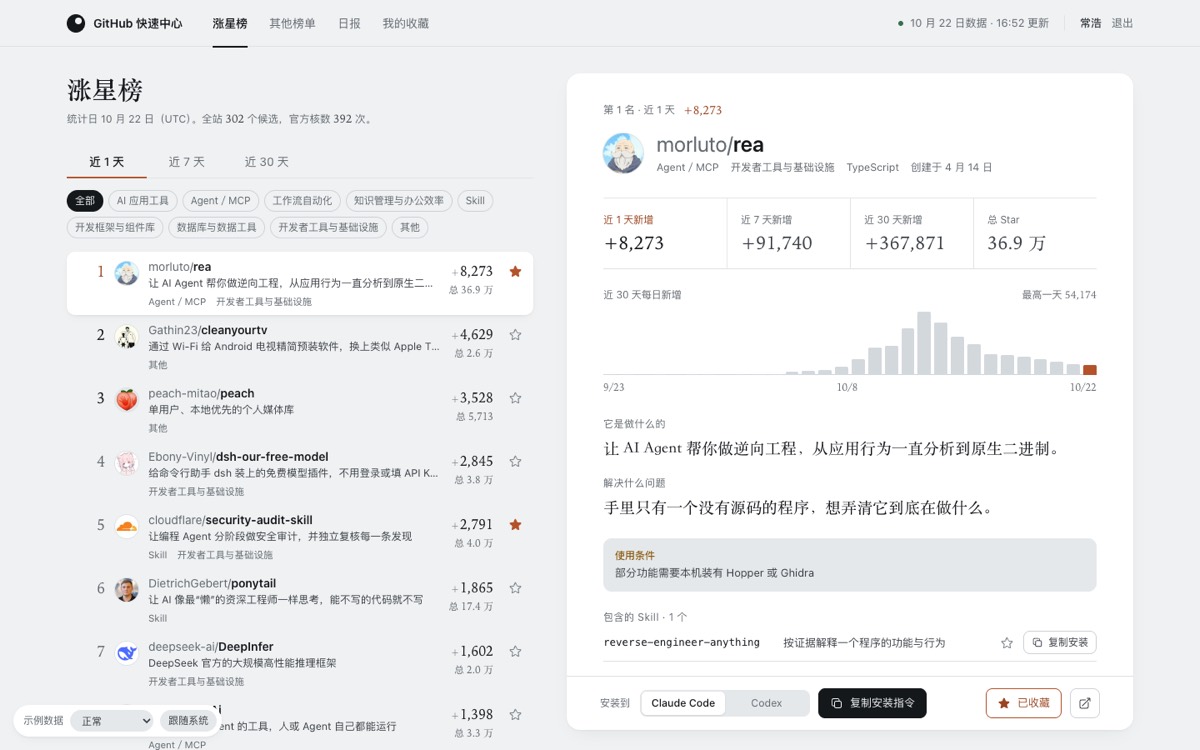 GitHub 快速中心
涨星榜 其他榜单 日报 我的收藏
10 月 22 日数据 · 16:52 更新
常浩 退出
涨星榜
统计日 10 月 22 日（UTC）。全站 302 个候选，官方核数 392 次。
近 1 天 近 7 天 近 30 天
全部 AI 应用工具 Agent / MCP 工作流自动化 知识管理与办公效率 Skill
开发框架与组件库 数据库与数据工具 开发者工具与基础设施 其他
1 morluto/rea +8,273
让 AI Agent 帮你做逆向工程，从应用行为一直分析到原生二... 总 36.9 万
Agent / MCP 开发者工具与基础设施
2 Gathin23/cleanyourtv +4,629
通过 Wi-Fi 给 Android 电视精简预装软件，换上类似 Apple T... 总 2.6 万
其他
3 peach-mitao/peach +3,528
单用户、本地优先的个人媒体库 总 5,713
其他
4 Ebony-Vinyl/dsh-our-free-model +2,845
给命令行助手 dsh 装上的免费模型插件，不用登录或填 API K... 总 3.8 万
开发者工具与基础设施
5 cloudflare/security-audit-skill +2,791
让编程 Agent 分阶段做安全审计，并独立复核每一条发现 总 4.0 万
Skill 开发者工具与基础设施
6 DietrichGebert/ponytail +1,865
让 AI 像最“懒”的资深工程师一样思考，能不写的代码就不写 总 17.4 万
Skill
7 deepseek-ai/DeepInfer +1,602
DeepSeek 官方的大规模高性能推理框架 总 2.0 万
开发者工具与基础设施
+1,398
的工具，人或 Agent 自己都能运行 总 3.3 万
Agent / MCP
示例数据 正常 跟随系统
第 1 名 · 近 1 天 +8,273
morluto/rea
Agent / MCP 开发者工具与基础设施 TypeScript 创建于 4 月 14 日
近 1 天新增 近 7 天新增 近 30 天新增 总 Star
+8,273 +91,740 +367,871 36.9 万
近 30 天每日新增 最高一天 54,174
9/23 10/8 10/22
它是做什么的
让 AI Agent 帮你做逆向工程，从应用行为一直分析到原生二进制。
解决什么问题
手里只有一个没有源码的程序，想弄清它到底在做什么。
使用条件
部分功能需要本机装有 Hopper 或 Ghidra
包含的 Skill · 1 个
reverse-engineer-anything 按证据解释一个程序的功能与行为 复制安装
安装到 Claude Code Codex 复制安装指令 已收藏